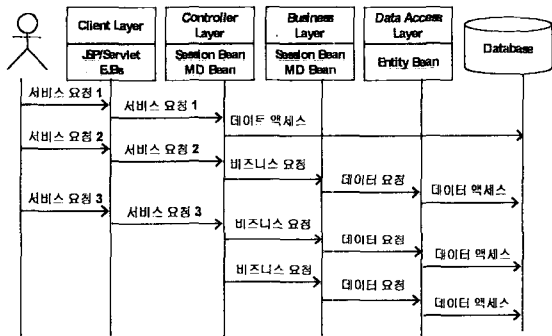 Client Layer
JSP/Servlet
EJBs
Controller
Layer
Session Bean
MD Bean
Business
Layer
Session Bean
MD Bean
Data Access
Layer
Entity Bean
Database
서비스 요청 1
서비스 요청 1
데이트 액세스
서비스 요청 2
서비스 요청 2
비즈니스 요청
데이터 요청
데이터 액세스
서비스 요청 3
서비스 요청 3
비즈니스 요청
데이터 요청
데이터 액세스
비즈니스 요청
데이터 요청
데이터 액세스